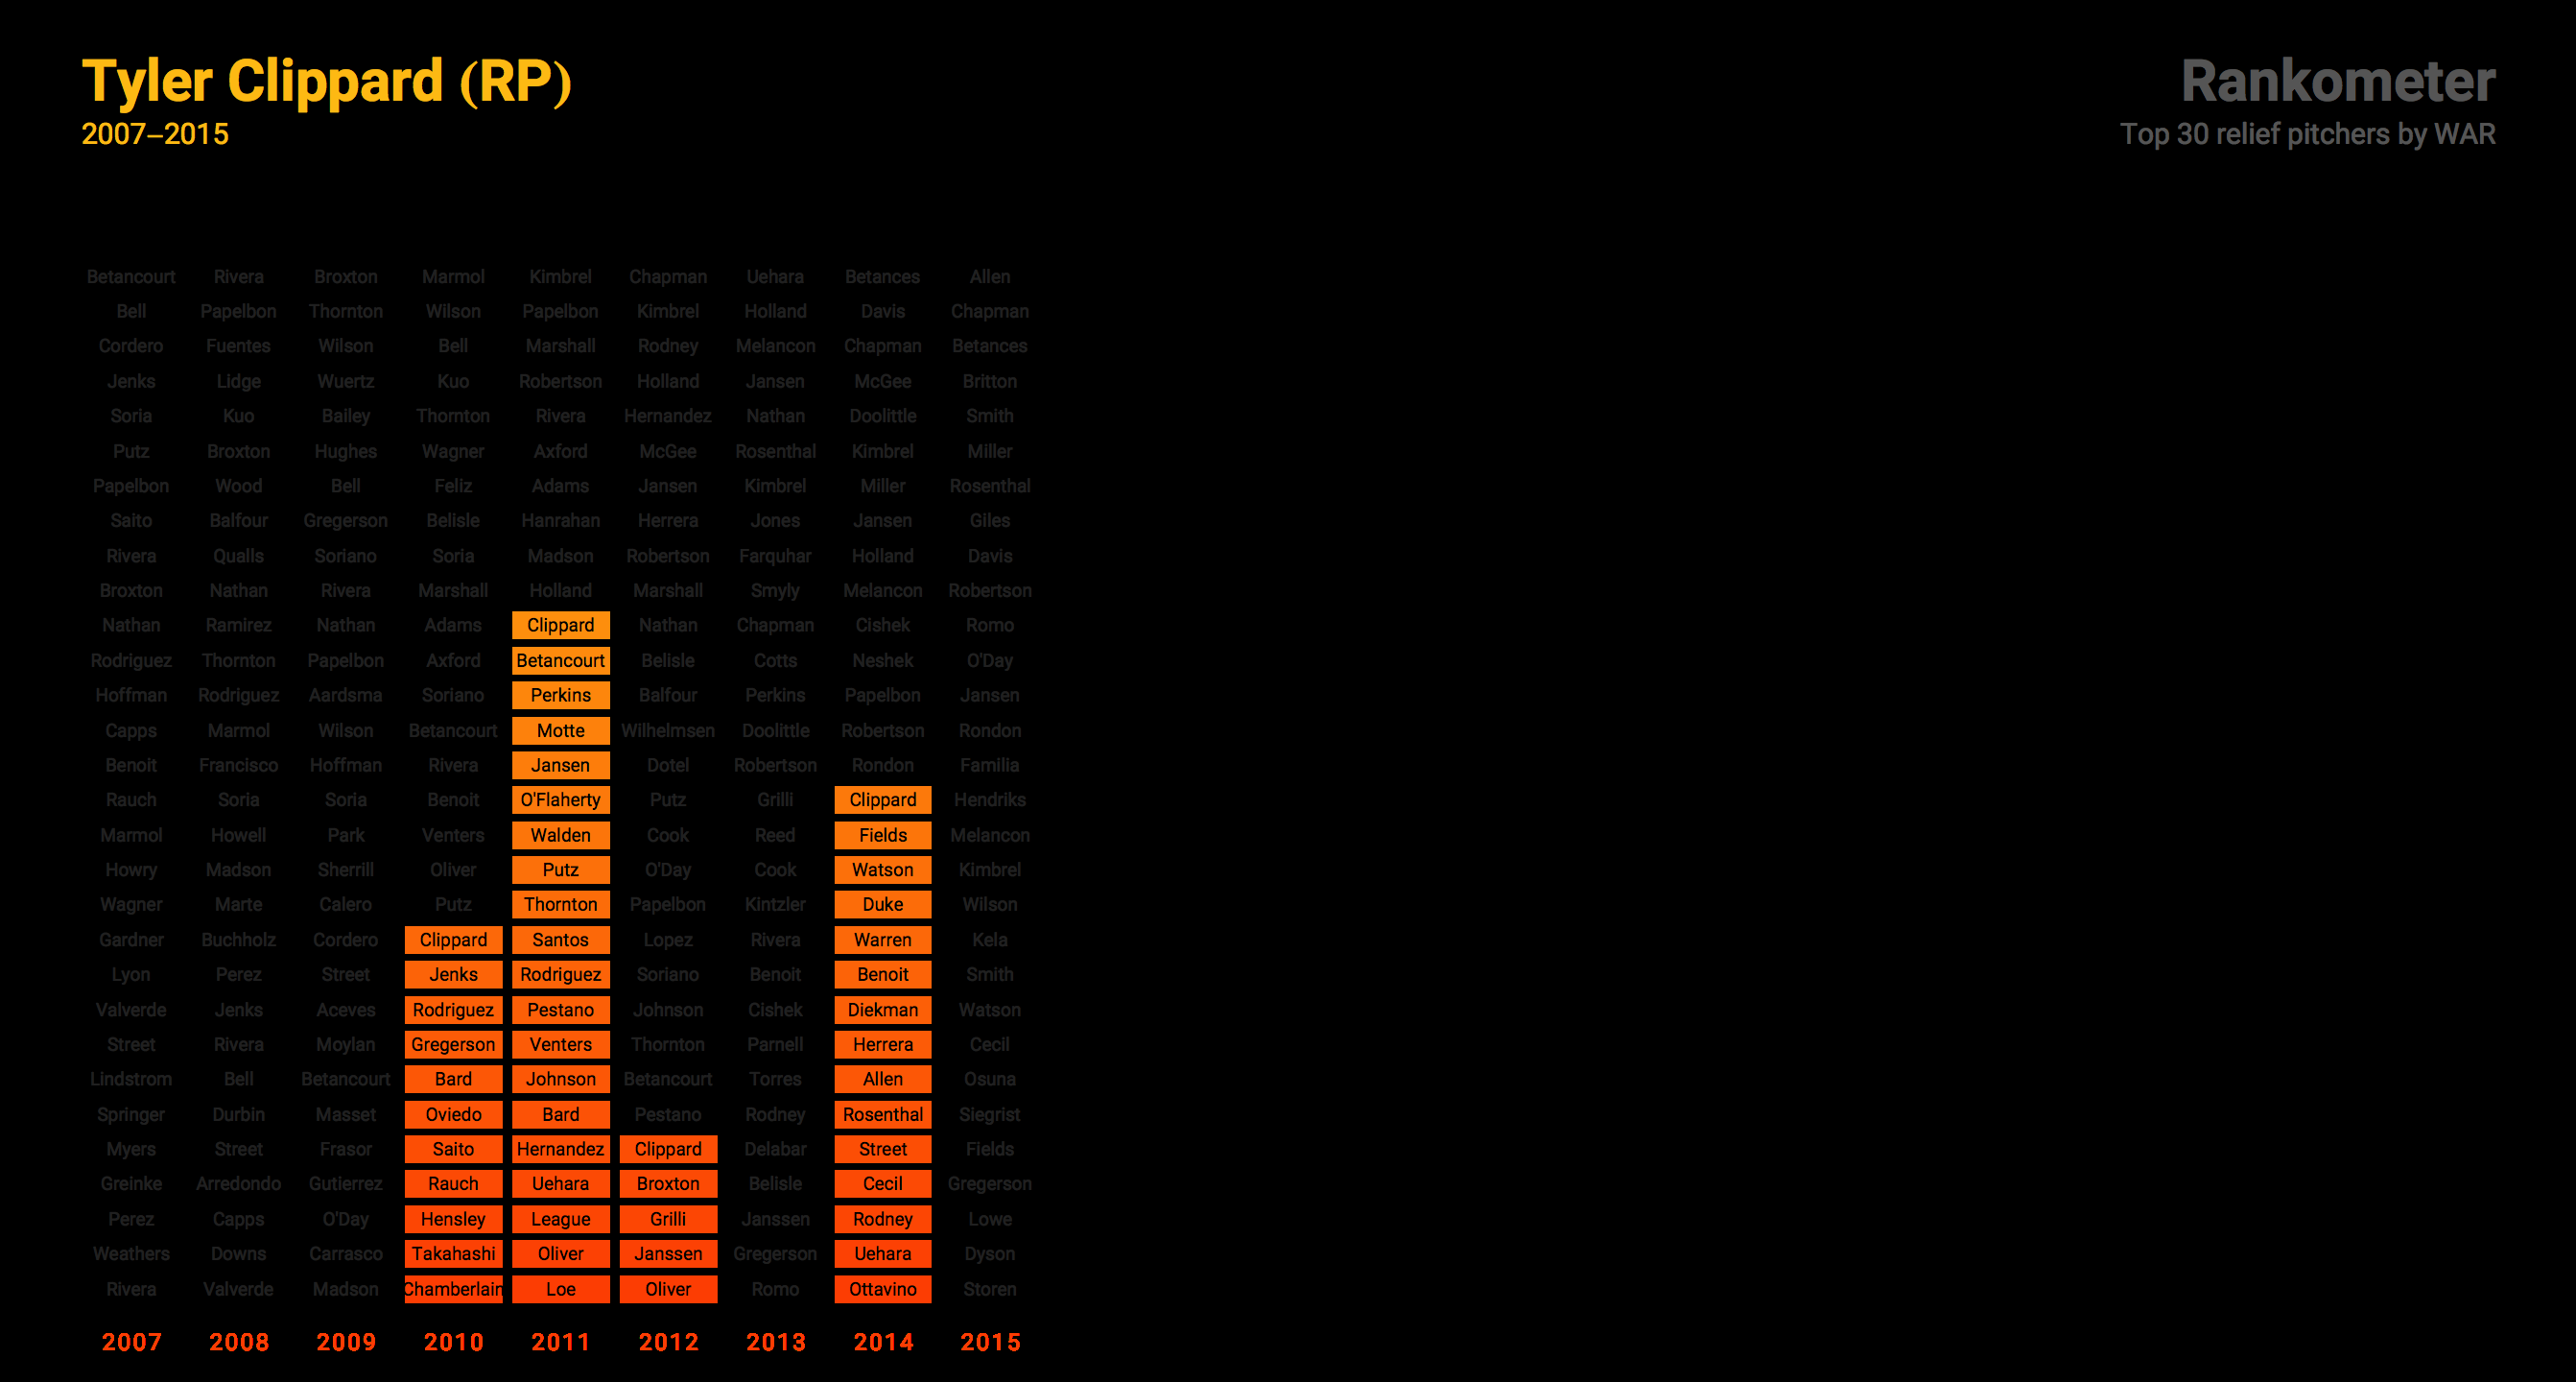 Tyler Clippard (RP)
2007–2015
Rankometer
Top 30 relief pitchers by WAR
Betancourt Rivera Broxton Marmol Kimbrel Chapman Uehara Betances Allen
Bell Papelbon Thornton Wilson Papelbon Kimbrel Holland Davis Chapman
Cordero Fuentes Wilson Bell Marshall Rodney Melancon Chapman Betances
Jenks Lidge Wuertz Kuo Robertson Holland Jansen McGee Britton
Soria Kuo Bailey Thornton Rivera Hernandez Nathan Doolittle Smith
Putz Broxton Hughes Wagner Axford McGee Rosenthal Kimbrel Miller
Papelbon Wood Bell Feliz Adams Jansen Kimbrel Miller Rosenthal
Saito Balfour Gregerson Belisle Hanrahan Herrera Jones Jansen Giles
Rivera Qualls Soriano Soria Madson Robertson Farquhar Holland Davis
Broxton Nathan Rivera Marshall Holland Marshall Smyly Melancon Robertson
Nathan Ramirez Nathan Adams Clippard Nathan Chapman Cishek Romo
Rodriguez Thornton Papelbon Axford Betancourt Belisle Cotts Neshek O'Day
Hoffman Rodriguez Aardsma Soriano Perkins Balfour Perkins Papelbon Jansen
Capps Marmol Wilson Betancourt Motte Wilhelmsen Doolittle Robertson Rondon
Benoit Francisco Hoffman Rivera Jansen Dotel Robertson Rondon Familia
Rauch Soria Soria Benoit O'Flaherty Putz Grilli Clippard Hendriks
Marmol Howell Park Venters Walden Cook Reed Fields Melancon
Howry Madson Sherrill Oliver Putz O'Day Cook Watson Kimbrel
Wagner Marte Calero Putz Thornton Papelbon Kintzler Duke Wilson
Gardner Buchholz Cordero Clippard Santos Lopez Rivera Warren Kela
Lyon Perez Street Jenks Rodriguez Soriano Benoit Benoit Smith
Valverde Jenks Aceves Rodriguez Pestano Johnson Cishek Diekman Watson
Street Rivera Moylan Gregerson Venters Thornton Parnell Herrera Cecil
Lindstrom Bell Betancourt Bard Johnson Betancourt Torres Allen Osuna
Springer Durbin Masset Oviedo Bard Pestano Rodney Rosenthal Siegrist
Myers Street Frasor Saito Hernandez Clippard Delabar Street Fields
Greinke Arredondo Gutierrez Rauch Uehara Broxton Belisle Cecil Gregerson
Perez Capps O'Day Hensley League Grilli Janssen Rodney Lowe
Weathers Downs Carrasco Takahashi Oliver Janssen Gregerson Uehara Dyson
Rivera Valverde Madson Chamberlain Loe Oliver Romo Ottavino Storen
2007 2008 2009 2010 2011 2012 2013 2014 2015